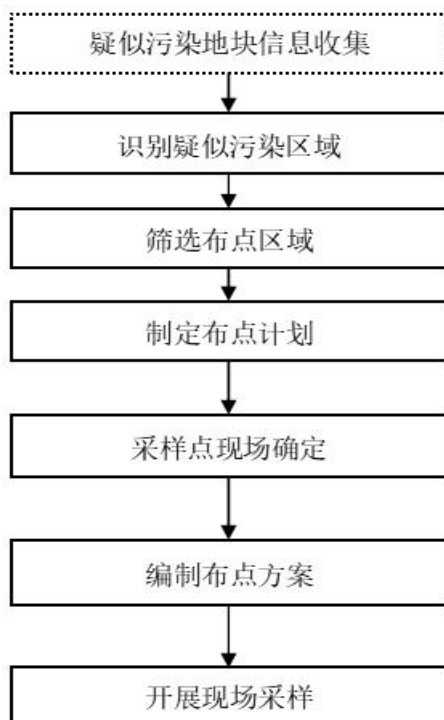 疑似污染地块信息收集
识别疑似污染区域
筛选布点区域
制定布点计划
采样点现场确定
编制布点方案
开展现场采样